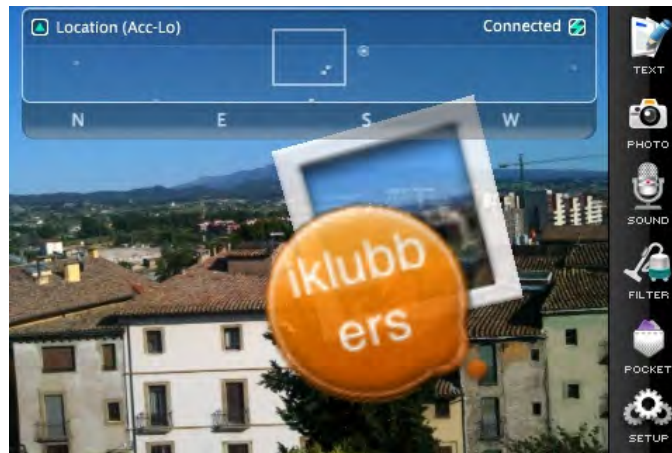 Location (Acc-Lo) Connected
N E S W
iklubb
ers
TEXT
PHOTO
SOUND
FILTER
POCKET
SETUP